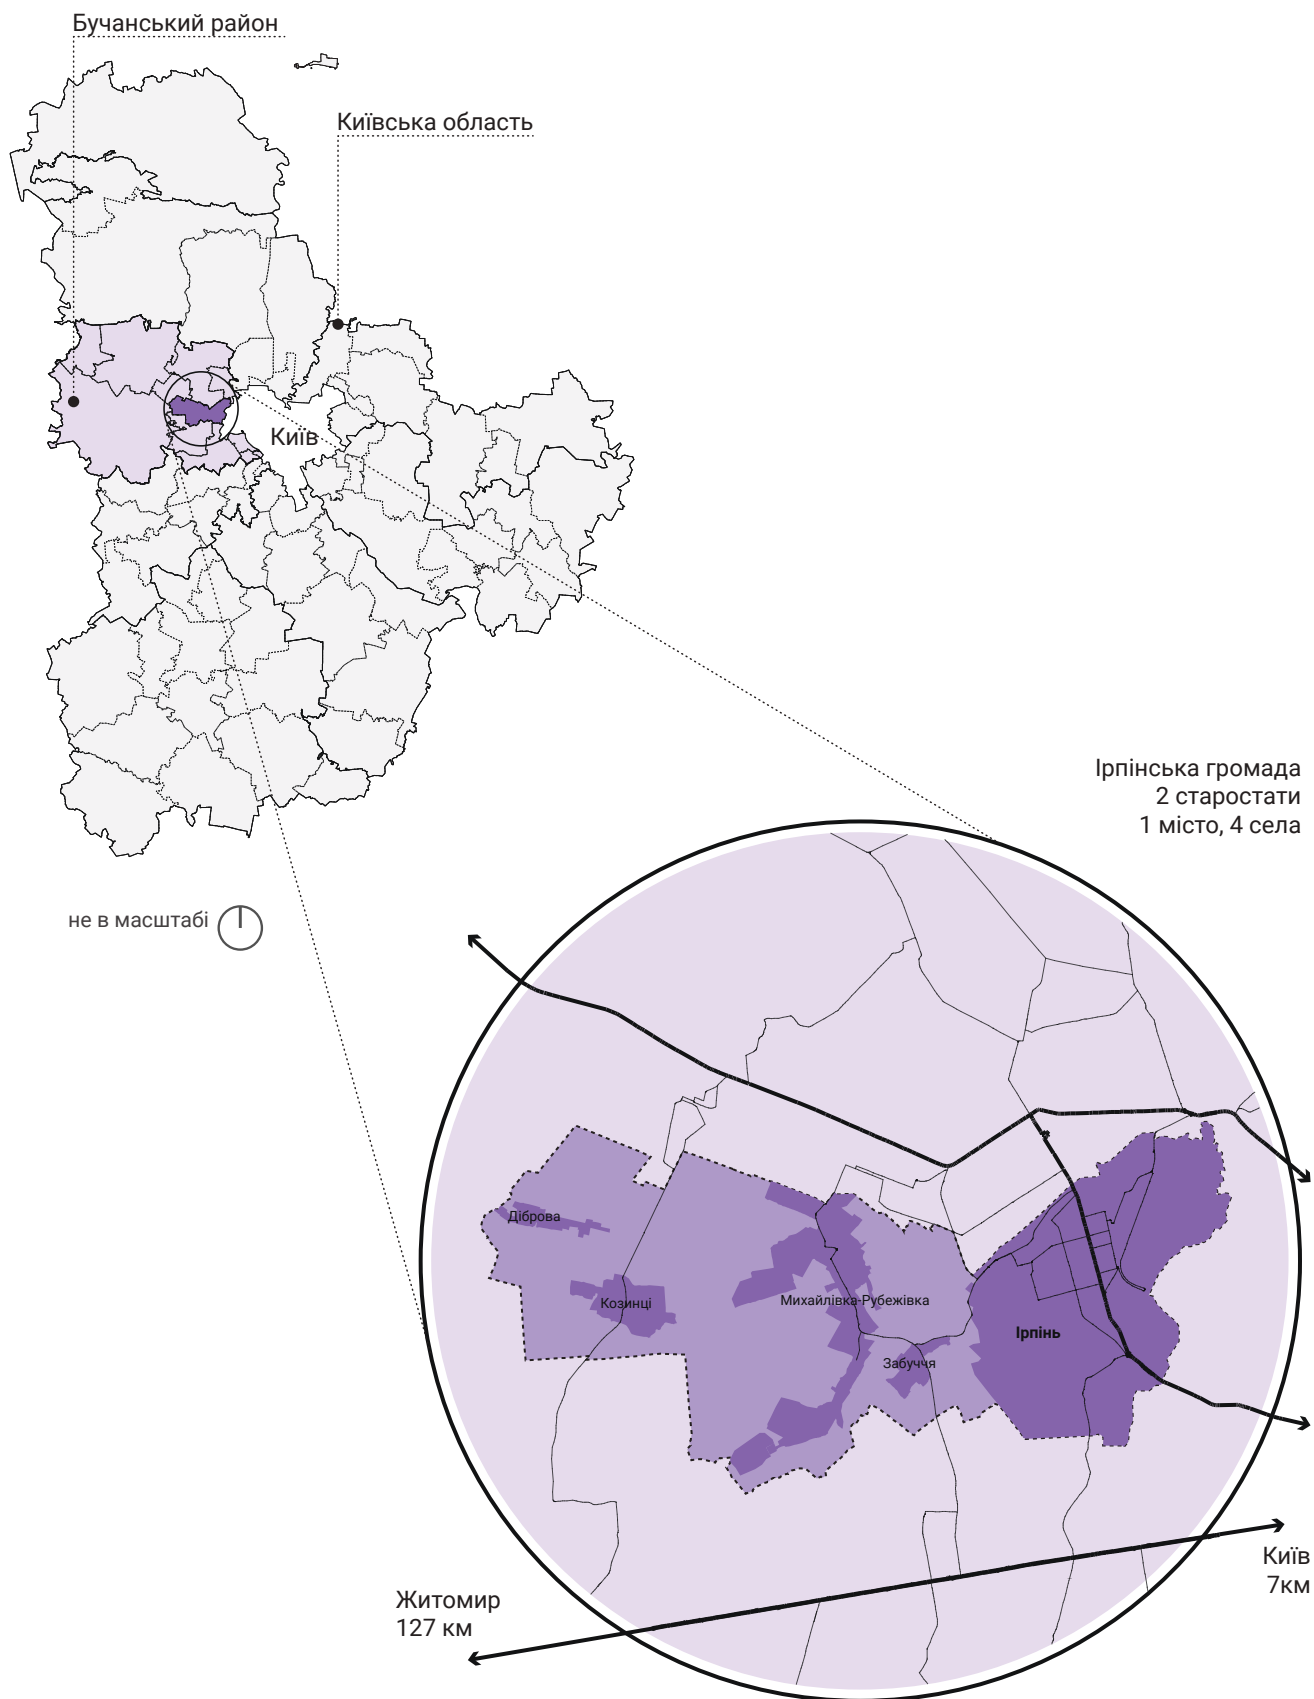 Бучанський район
Київська область
Київ
Ірпінська громада
2 старостати
1 місто, 4 села
не в масштабі
Діброва
Козинці
Михайлівка-Рубежівка
Ірпінь
Забуччя
Київ
7км
Житомир
127 км